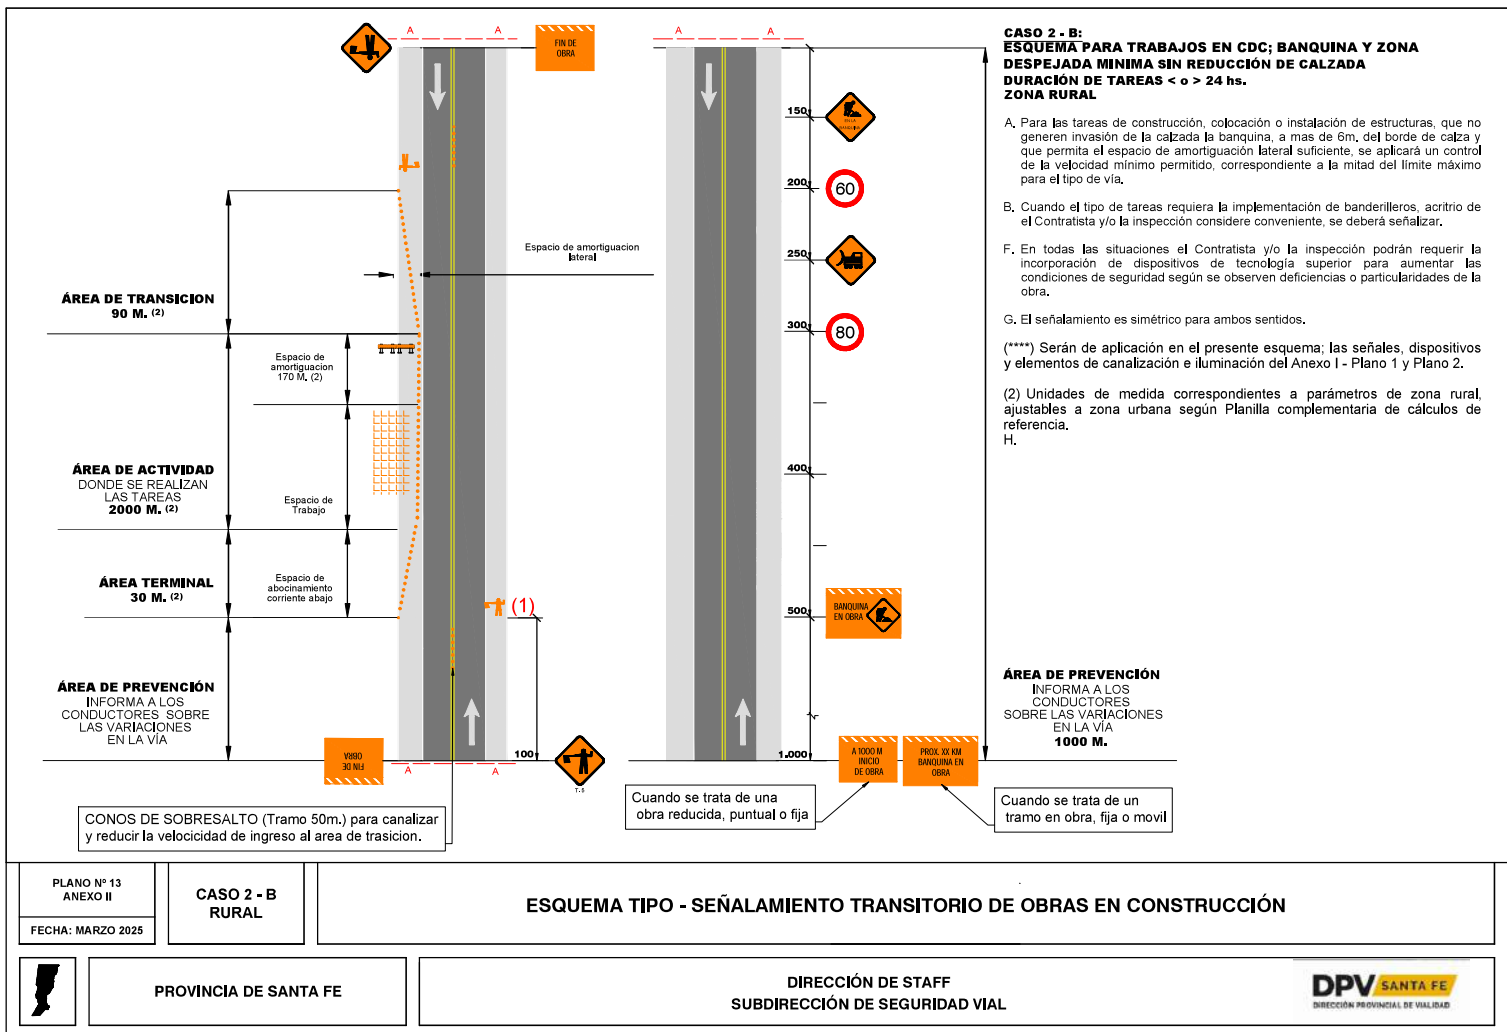 A
A
FIN DE
OBRA
ÁREA DE TRANSICION
90 M. (2)
Espacio de amortiguacion
lateral
Espacio de
amortiguacion
170 M. (2)
ÁREA DE ACTIVIDAD
DONDE SE REALIZAN
LAS TAREAS
2000 M. (2)
Espacio de
Trabajo
ÁREA TERMINAL
30 M. (2)
Espacio de
abocinamiento
corriente abajo
(1)
ÁREA DE PREVENCIÓN
INFORMA A LOS
CONDUCTORES SOBRE
LAS VARIACIONES
EN LA VÍA
FIN DE
OBRA
A
A
100
T-8
CONOS DE SOBRESALTO (Tramo 50m.) para canalizar
y reducir la velocicidad de ingreso al area de trasicion.
A
A
150
EN LA
BANQUINA
200
60
250
300
80
400
500
BANQUINA
EN OBRA
1.000
A 1000 M
INICIO
DE OBRA
PROX. XX KM
BANQUINA EN
OBRA
Cuando se trata de una
obra reducida, puntual o fija
Cuando se trata de un
tramo en obra, fija o movil
CASO 2 - B:
ESQUEMA PARA TRABAJOS EN CDC; BANQUINA Y ZONA
DESPEJADA MINIMA SIN REDUCCIÓN DE CALZADA
DURACIÓN DE TAREAS < o > 24 hs.
ZONA RURAL
A. Para las tareas de construcción, colocación o instalación de estructuras, que no
generen invasión de la calzada la banquina, a mas de 6m. del borde de calza y
que permita el espacio de amortiguación lateral suficiente, se aplicará un control
de la velocidad mínimo permitido, correspondiente a la mitad del límite máximo
para el tipo de vía.
B. Cuando el tipo de tareas requiera la implementación de banderilleros, acritrio de
el Contratista y/o la inspección considere conveniente, se deberá señalizar.
F. En todas las situaciones el Contratista y/o la inspección podrán requerir la
incorporación de dispositivos de tecnología superior para aumentar las
condiciones de seguridad según se observen deficiencias o particularidades de la
obra.
G. El señalamiento es simétrico para ambos sentidos.
(****) Serán de aplicación en el presente esquema; las señales, dispositivos
y elementos de canalización e iluminación del Anexo I - Plano 1 y Plano 2.
(2) Unidades de medida correspondientes a parámetros de zona rural,
ajustables a zona urbana según Planilla complementaria de cálculos de
referencia.
H.
ÁREA DE PREVENCIÓN
INFORMA A LOS
CONDUCTORES
SOBRE LAS VARIACIONES
EN LA VÍA
1000 M.
PLANO Nº 13
ANEXO II
FECHA: MARZO 2025
CASO 2 - B
RURAL
ESQUEMA TIPO - SEÑALAMIENTO TRANSITORIO DE OBRAS EN CONSTRUCCIÓN
PROVINCIA DE SANTA FE
DIRECCIÓN DE STAFF
SUBDIRECCIÓN DE SEGURIDAD VIAL
DPV SANTA FE
DIRECCIÓN PROVINCIAL DE VIALIDAD